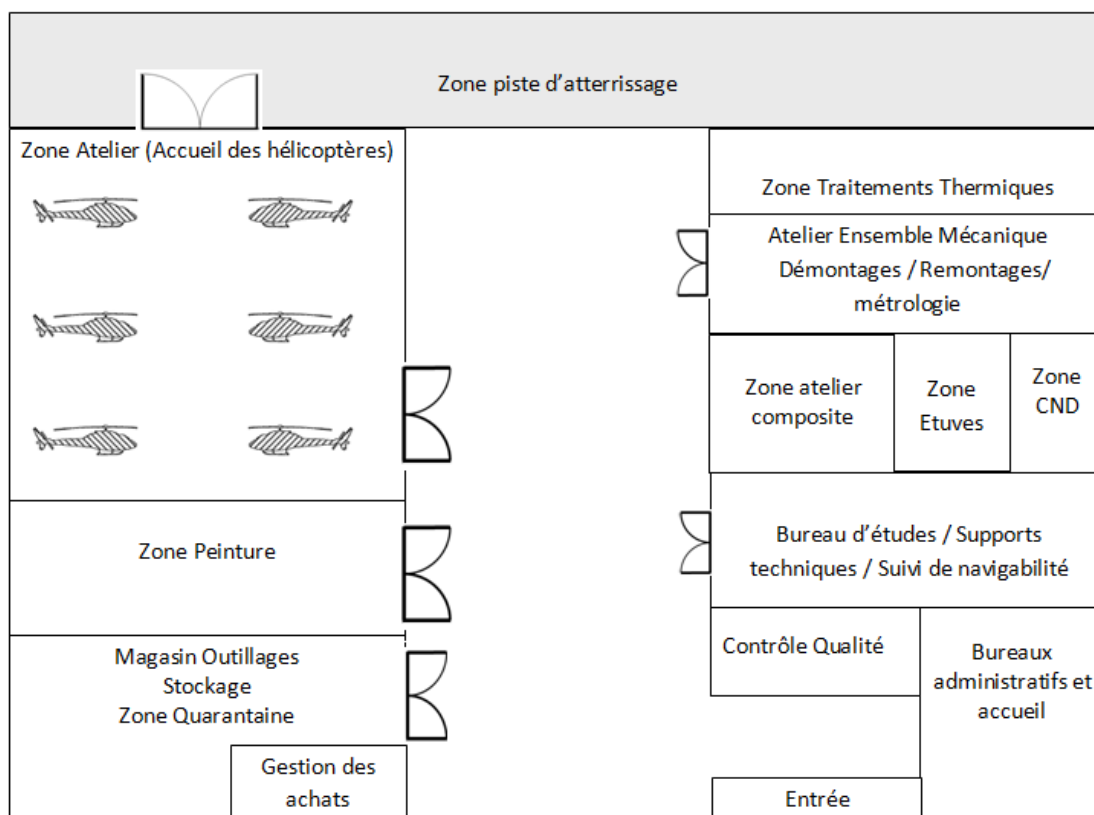 Zone piste d’atterrissage
Zone Atelier (Accueil des hélicoptères)
Zone Traitements Thermiques
Atelier Ensemble Mécanique
Démontages / Remontages/
métrologie
Zone atelier
composite
Zone
Etuves
Zone
CND
Zone Peinture
Bureau d’études / Supports
techniques / Suivi de navigabilité
Magasin Outillages
Stockage
Zone Quarantaine
Contrôle Qualité
Bureaux
administratifs et
accueil
Gestion des
achats
Entrée